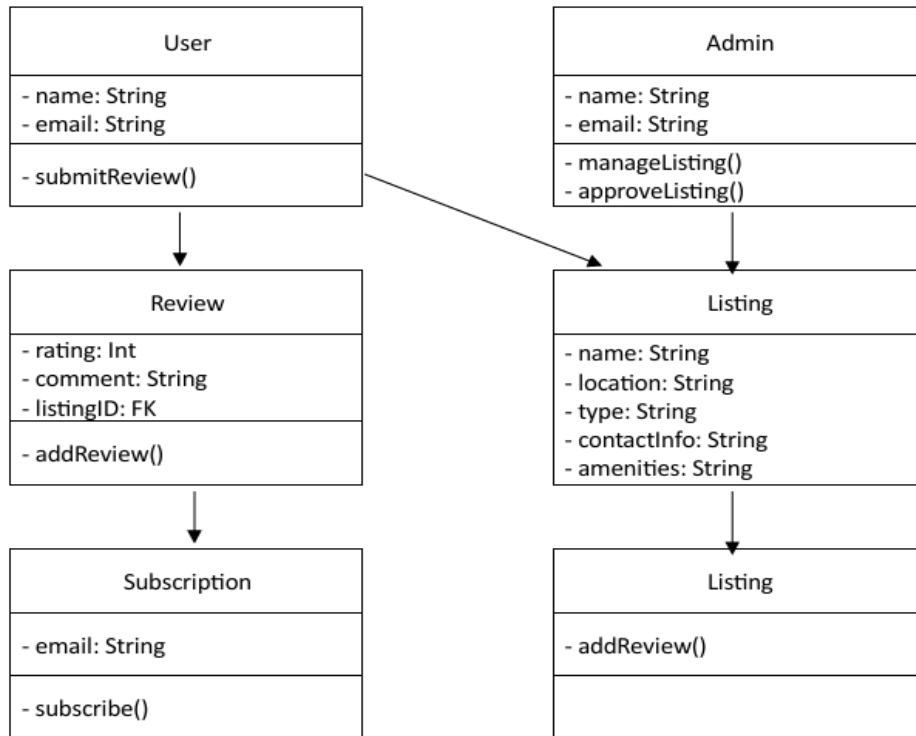 User
- name: String
- email: String
- submitReview()
Admin
- name: String
- email: String
- manageListing()
- approveListing()
Review
- rating: Int
- comment: String
- listingID: FK
- addReview()
Listing
- name: String
- location: String
- type: String
- contactInfo: String
- amenities: String
Subscription
- email: String
- subscribe()
Listing
- addReview()